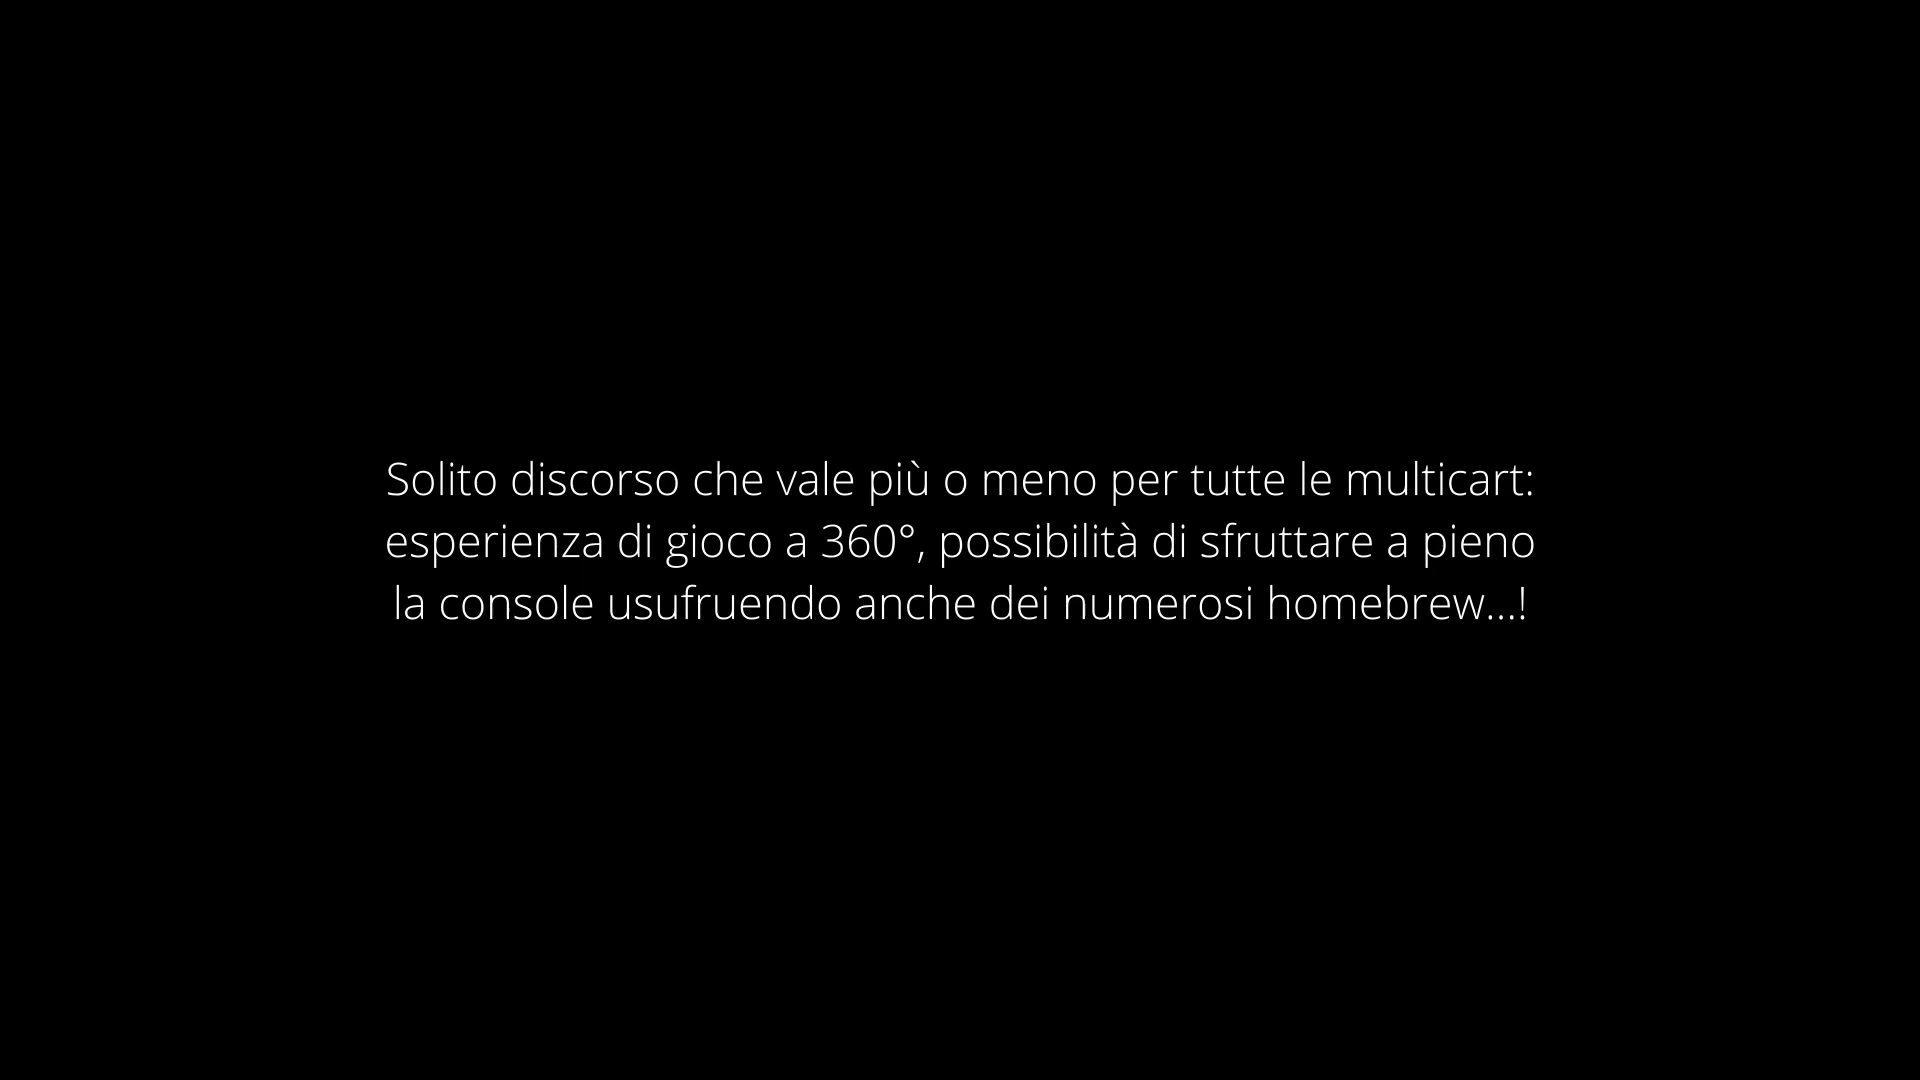 Solito discorso che vale più o meno per tutte le multicart:
esperienza di gioco a 360°, possibilità di sfruttare a pieno
la console usufruendo anche dei numerosi homebrew...!